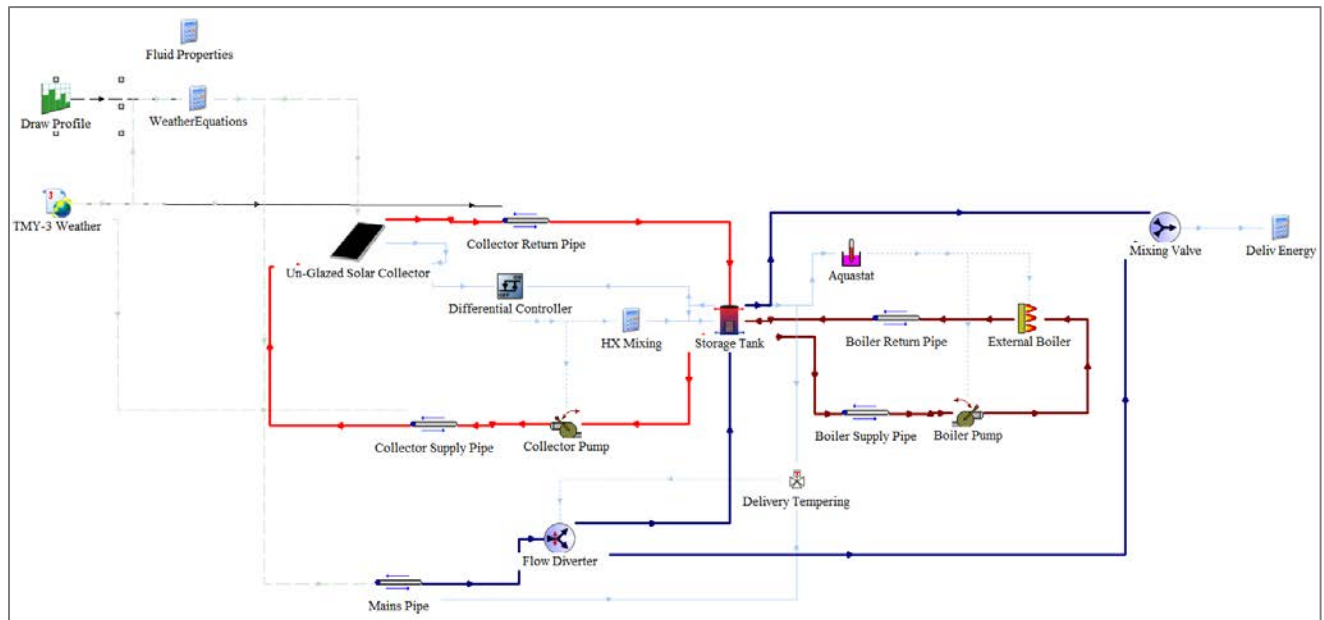 Fluid Properties
Draw Profile
WeatherEquations
TMY-3 Weather
3
Collector Return Pipe
Un-Glazed Solar Collector
Differential Controller
HX Mixing
Storage Tank
Aquastat
Mixing Valve
Deliv Energy
Boiler Return Pipe
External Boiler
Collector Supply Pipe
Collector Pump
Boiler Supply Pipe
Boiler Pump
Delivery Tempering
Flow Diverter
Mains Pipe